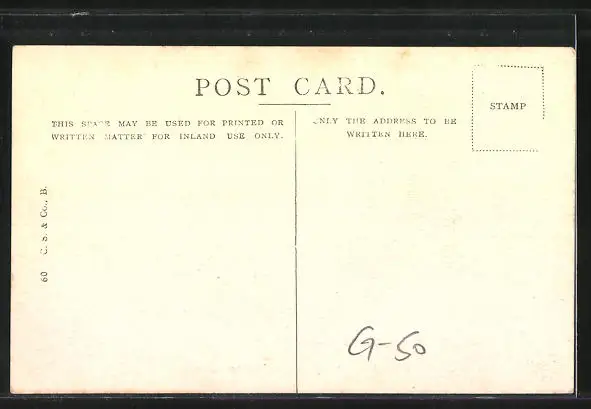 POST CARD.
THIS SPACE MAY BE USED FOR PRINTED OR
WRITTEN MATTER FOR INLAND USE ONLY.
ONLY THE ADDRESS TO BE
WRITTEN HERE.
STAMP
60 C. S. & Co., B.
G-50